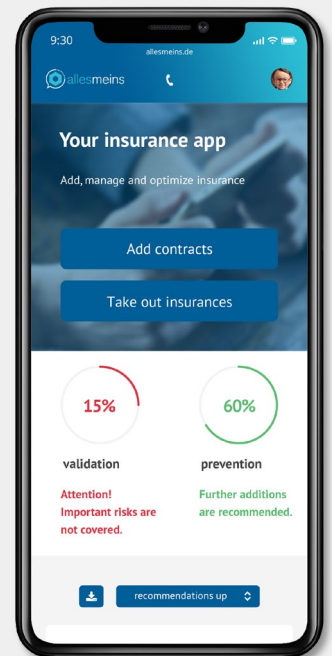 9:30
allesmeins.de
allesmeins
Your insurance app
Add, manage and optimize insurance
Add contracts
Take out insurances
15%
60%
validation
prevention
Attention!
Important risks are
not covered.
Further additions
are recommended.
recommendations up